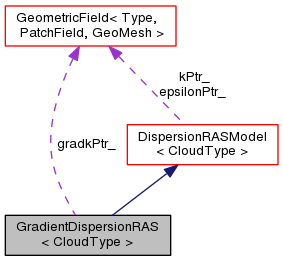 GeometricField< Type,
PatchField, GeoMesh >
kPtr_
epsilonPtr_
gradkPtr_
DispersionRASModel
< CloudType >
GradientDispersionRAS
< CloudType >